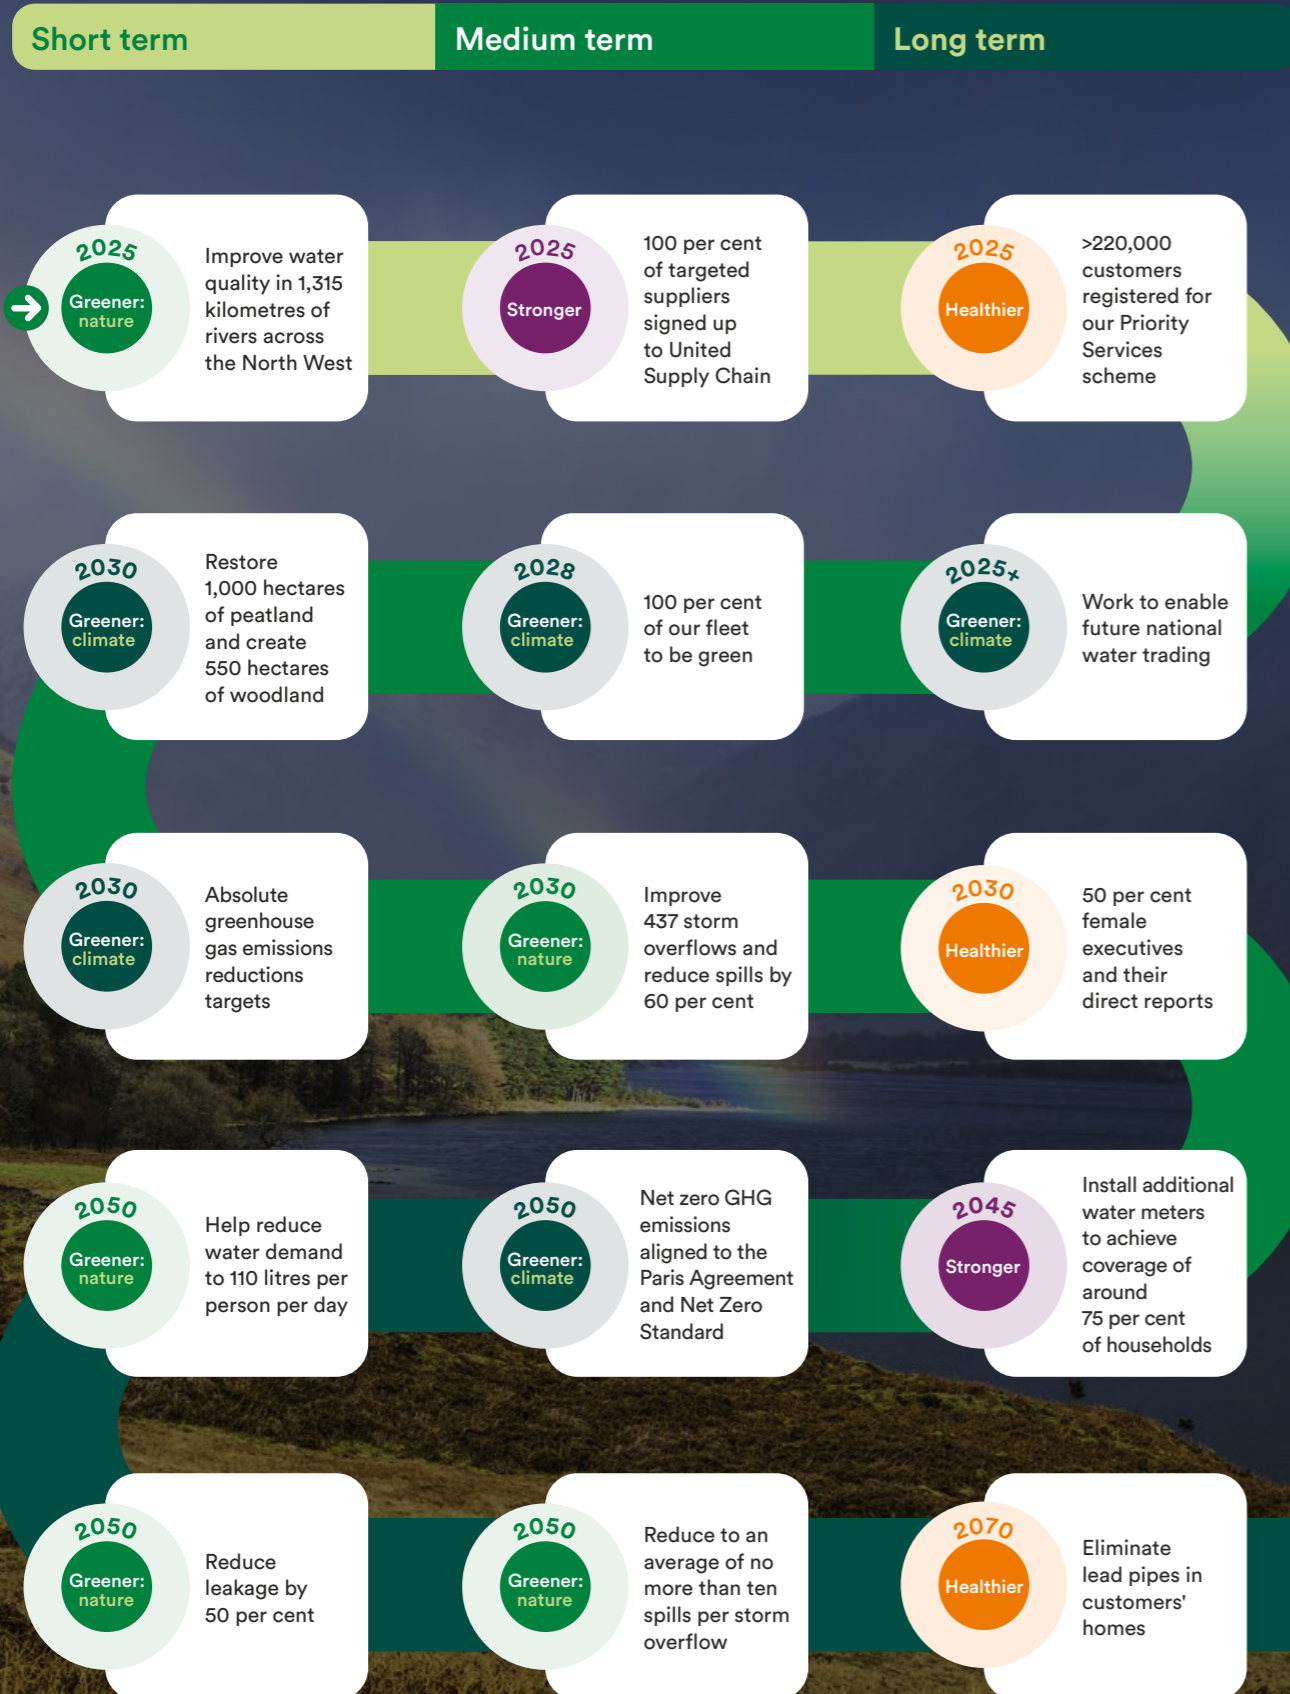 Short term
Medium term
Long term
2025
Greener:
nature
Improve water
quality in 1,315
kilometres of
rivers across
the North West
2025
Stronger
100 per cent
of targeted
suppliers
signed up
to United
Supply Chain
2025
Healthier
>220,000
customers
registered for
our Priority
Services
scheme
2030
Greener:
climate
Restore
1,000 hectares
of peatland
and create
550 hectares
of woodland
2028
Greener:
climate
100 per cent
of our fleet
to be green
2025+
Greener:
climate
Work to enable
future national
water trading
2030
Greener:
climate
Absolute
greenhouse
gas emissions
reductions
targets
2030
Greener:
nature
Improve
437 storm
overflows and
reduce spills by
60 per cent
2030
Healthier
50 per cent
female
executives
and their
direct reports
2050
Greener:
nature
Help reduce
water demand
to 110 litres per
person per day
2050
Greener:
climate
Net zero GHG
emissions
aligned to the
Paris Agreement
and Net Zero
Standard
2045
Stronger
Install additional
water meters
to achieve
coverage of
around
75 per cent
of households
2050
Greener:
nature
Reduce
leakage by
50 per cent
2050
Greener:
nature
Reduce to an
average of no
more than ten
spills per storm
overflow
2070
Healthier
Eliminate
lead pipes in
customers'
homes